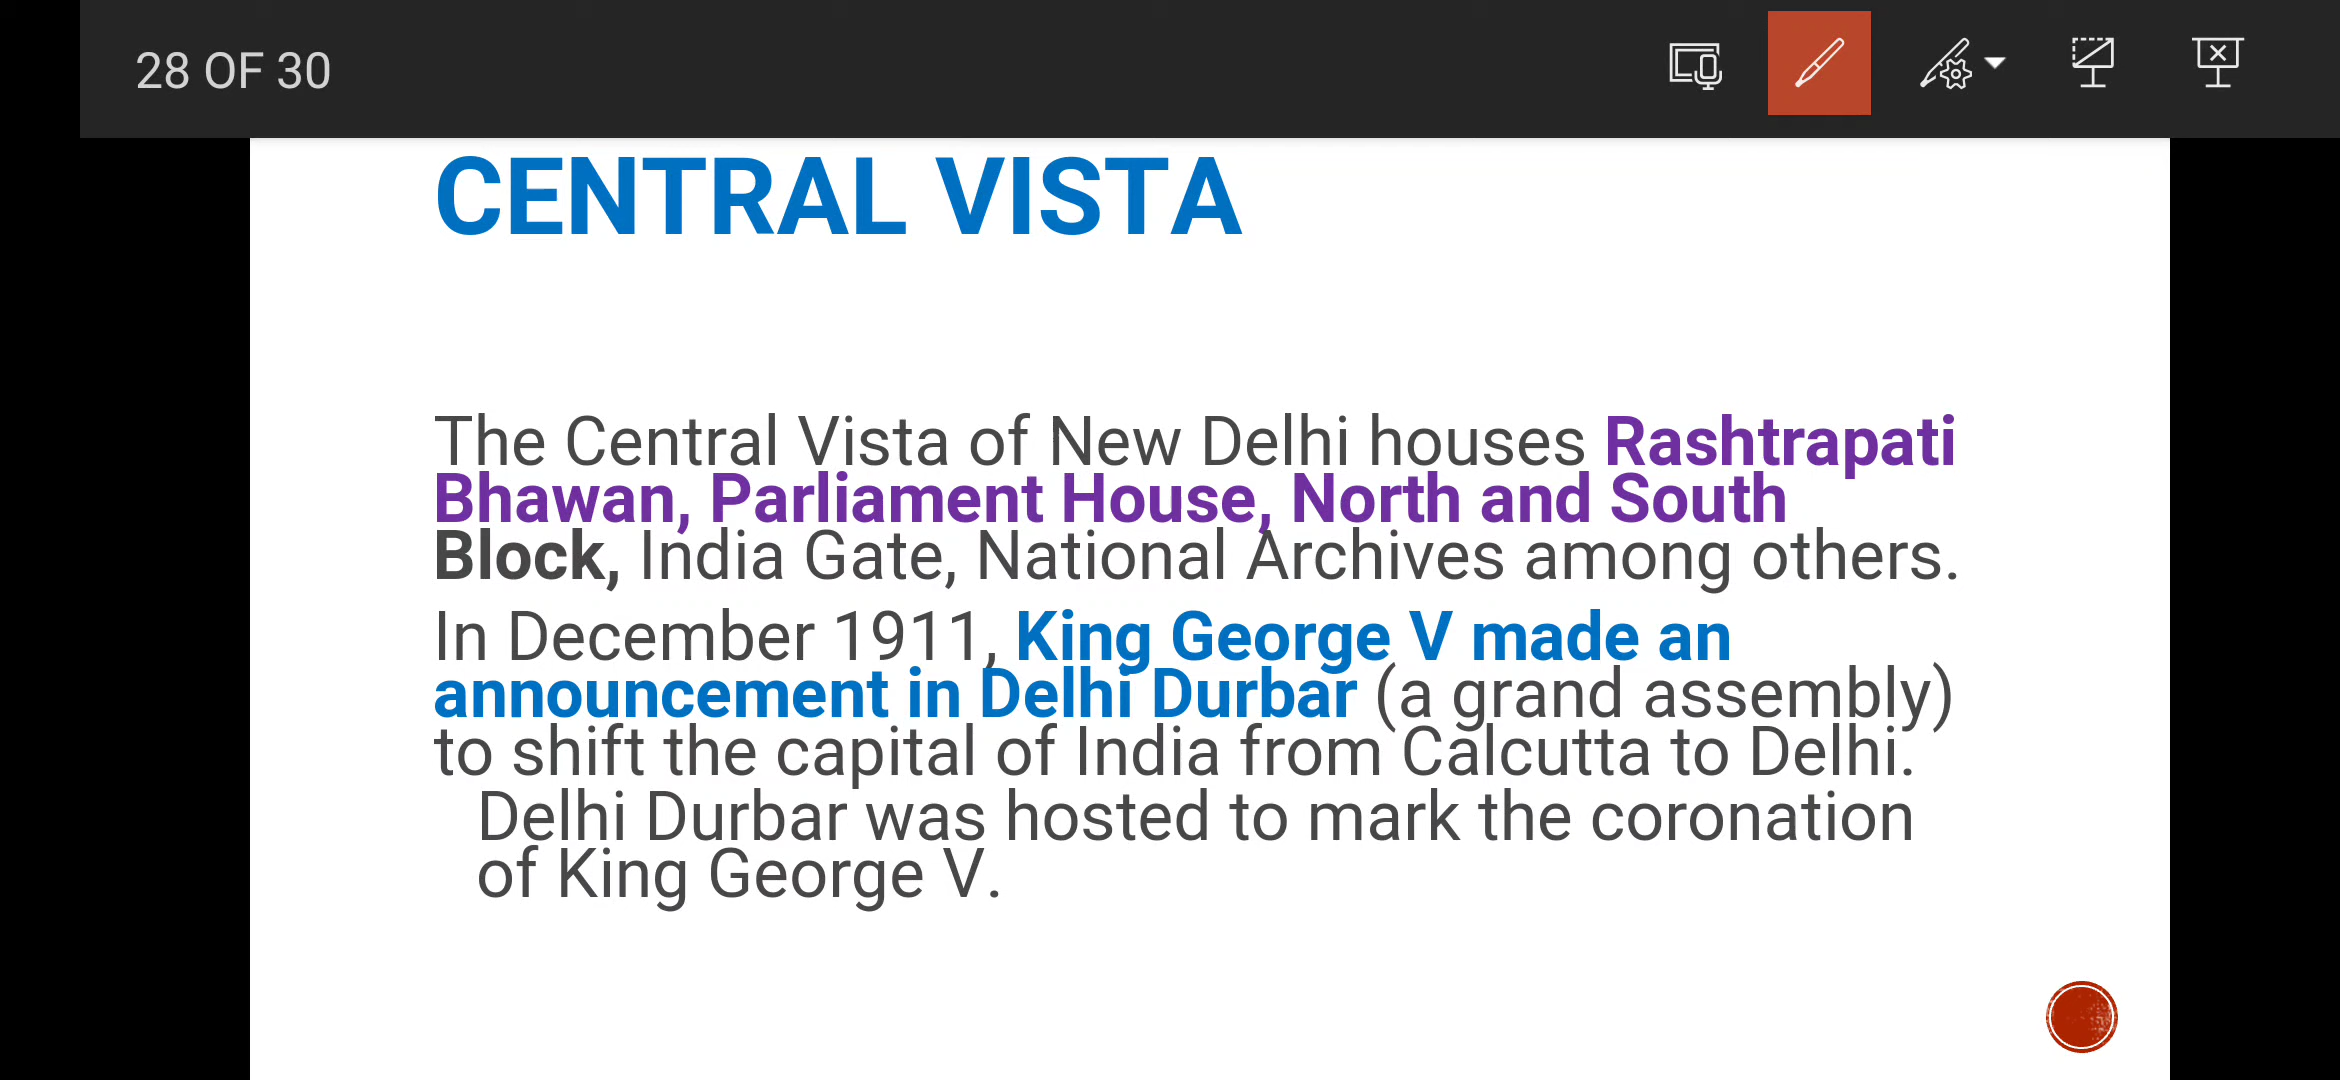 28 OF 30
CENTRAL VISTA
The Central Vista of New Delhi houses Rashtrapati
Bhawan, Parliament House, North and South
Block, India Gate, National Archives among others.
In December 1911, King George V made an
announcement in Delhi Durbar (a grand assembly)
to shift the capital of India from Calcutta to Delhi.
Delhi Durbar was hosted to mark the coronation
of King George V.